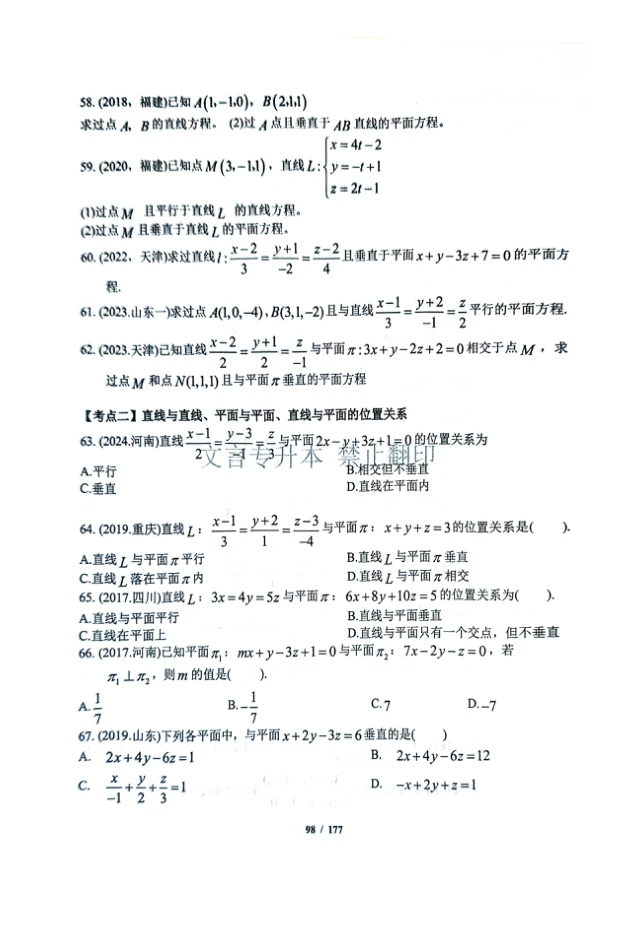 58. (2018，福建)已知 A(1,−1,0)，B(2,1,1)
求过点 A，B 的直线方程。 (2)过 A 点且垂直于 AB 直线的平面方程。
59. (2020，福建)已知点 M(3,−1,1)，直线 L:{x=4t−2
y=−t+1
z=2t−1
(1)过点 M 且平行于直线 L 的直线方程。
(2)过点 M 且垂直于直线 L 的平面方程。
60. (2022，天津)求过直线 l: (x−2)/3=(y+1)/−2=(z−2)/4 且垂直于平面 x+y−3z+7=0 的平面方
程.
61. (2023.山东一)求过点 A(1,0,−4),B(3,1,−2)且与直线 (x−1)/3=(y+2)/−1=z/2 平行的平面方程.
62. (2023.天津)已知直线 (x−2)/2=(y+1)/2=z/−1 与平面 π:3x+y−2z+2=0 相交于点 M，求
过点 M 和点 N(1,1,1)且与平面 π 垂直的平面方程
【考点二】直线与直线、平面与平面、直线与平面的位置关系
63. (2024.河南)直线 (x−1)/2=(y−3)/1=z/3 与平面 2x−y+3z+1=0 的位置关系为
文言专升本 禁止翻印
A.平行 B.相交但不垂直
C.垂直 D.直线在平面内
64. (2019.重庆)直线 L：(x−1)/3=(y+2)/1=(z−3)/−4 与平面 π：x+y+z=3 的位置关系是( ).
A.直线 L 与平面 π 平行 B.直线 L 与平面 π 垂直
C.直线 L 落在平面 π 内 D.直线 L 与平面 π 相交
65. (2017.四川)直线 L：3x=4y=5z 与平面 π：6x+8y+10z=5 的位置关系为( ).
A.直线与平面平行 B.直线与平面垂直
C.直线在平面上 D.直线与平面只有一个交点，但不垂直
66. (2017.河南)已知平面 π₁：mx+y−3z+1=0 与平面 π₂：7x−2y−z=0，若
π₁⊥π₂，则 m 的值是( ).
A. 1/7 B. −1/7 C. 7 D. −7
67. (2019.山东)下列各平面中，与平面 x+2y−3z=6 垂直的是( )
A. 2x+4y−6z=1 B. 2x+4y−6z=12
C. x/−1+y/2+z/3=1 D. −x+2y+z=1
98 / 177